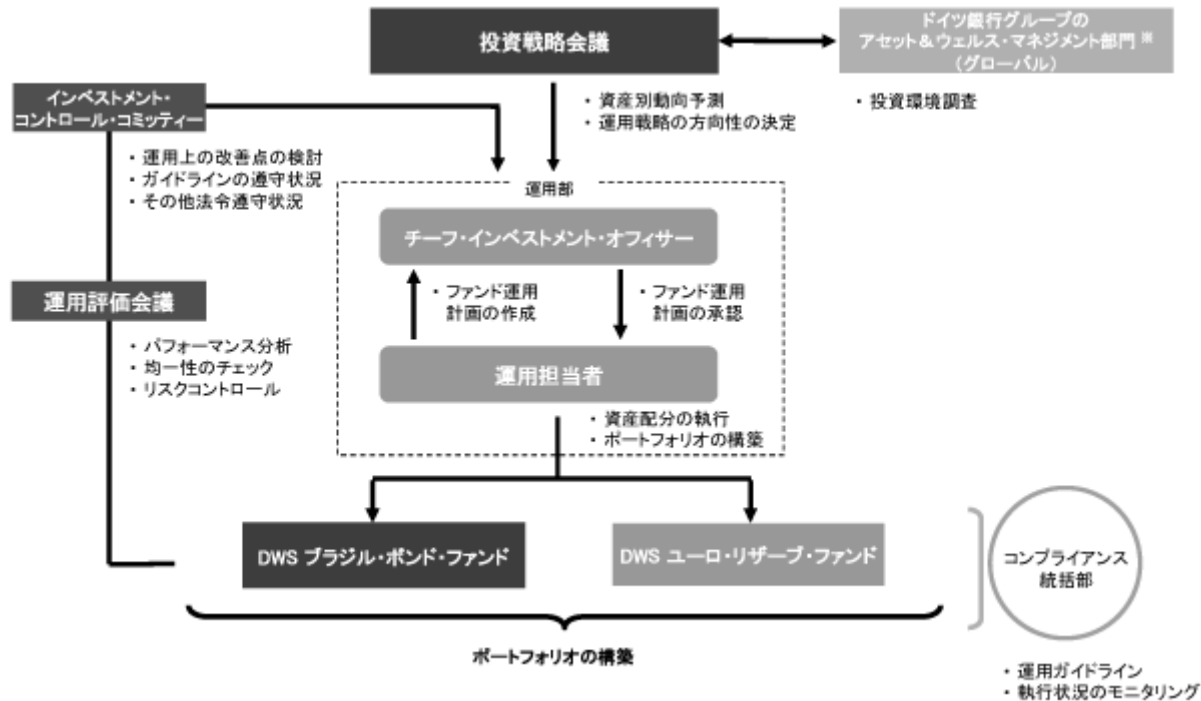 投資戦略会議
ドイツ銀行グループの
アセット＆ウェルス・マネジメント部門※
(グローバル)
・投資環境調査
・資産別動向予測
・運用戦略の方向性の決定
インベストメント・
コントロール・コミッティー
・運用上の改善点の検討
・ガイドラインの遵守状況
・その他法令遵守状況
運用部
チーフ・インベストメント・オフィサー
・ファンド運用
計画の作成
・ファンド運用
計画の承認
運用評価会議
・パフォーマンス分析
・均一性のチェック
・リスクコントロール
運用担当者
・資産配分の執行
・ポートフォリオの構築
DWS ブラジル・ボンド・ファンド
DWS ユーロ・リザーブ・ファンド
コンプライアンス
統括部
ポートフォリオの構築
・運用ガイドライン
・執行状況のモニタリング